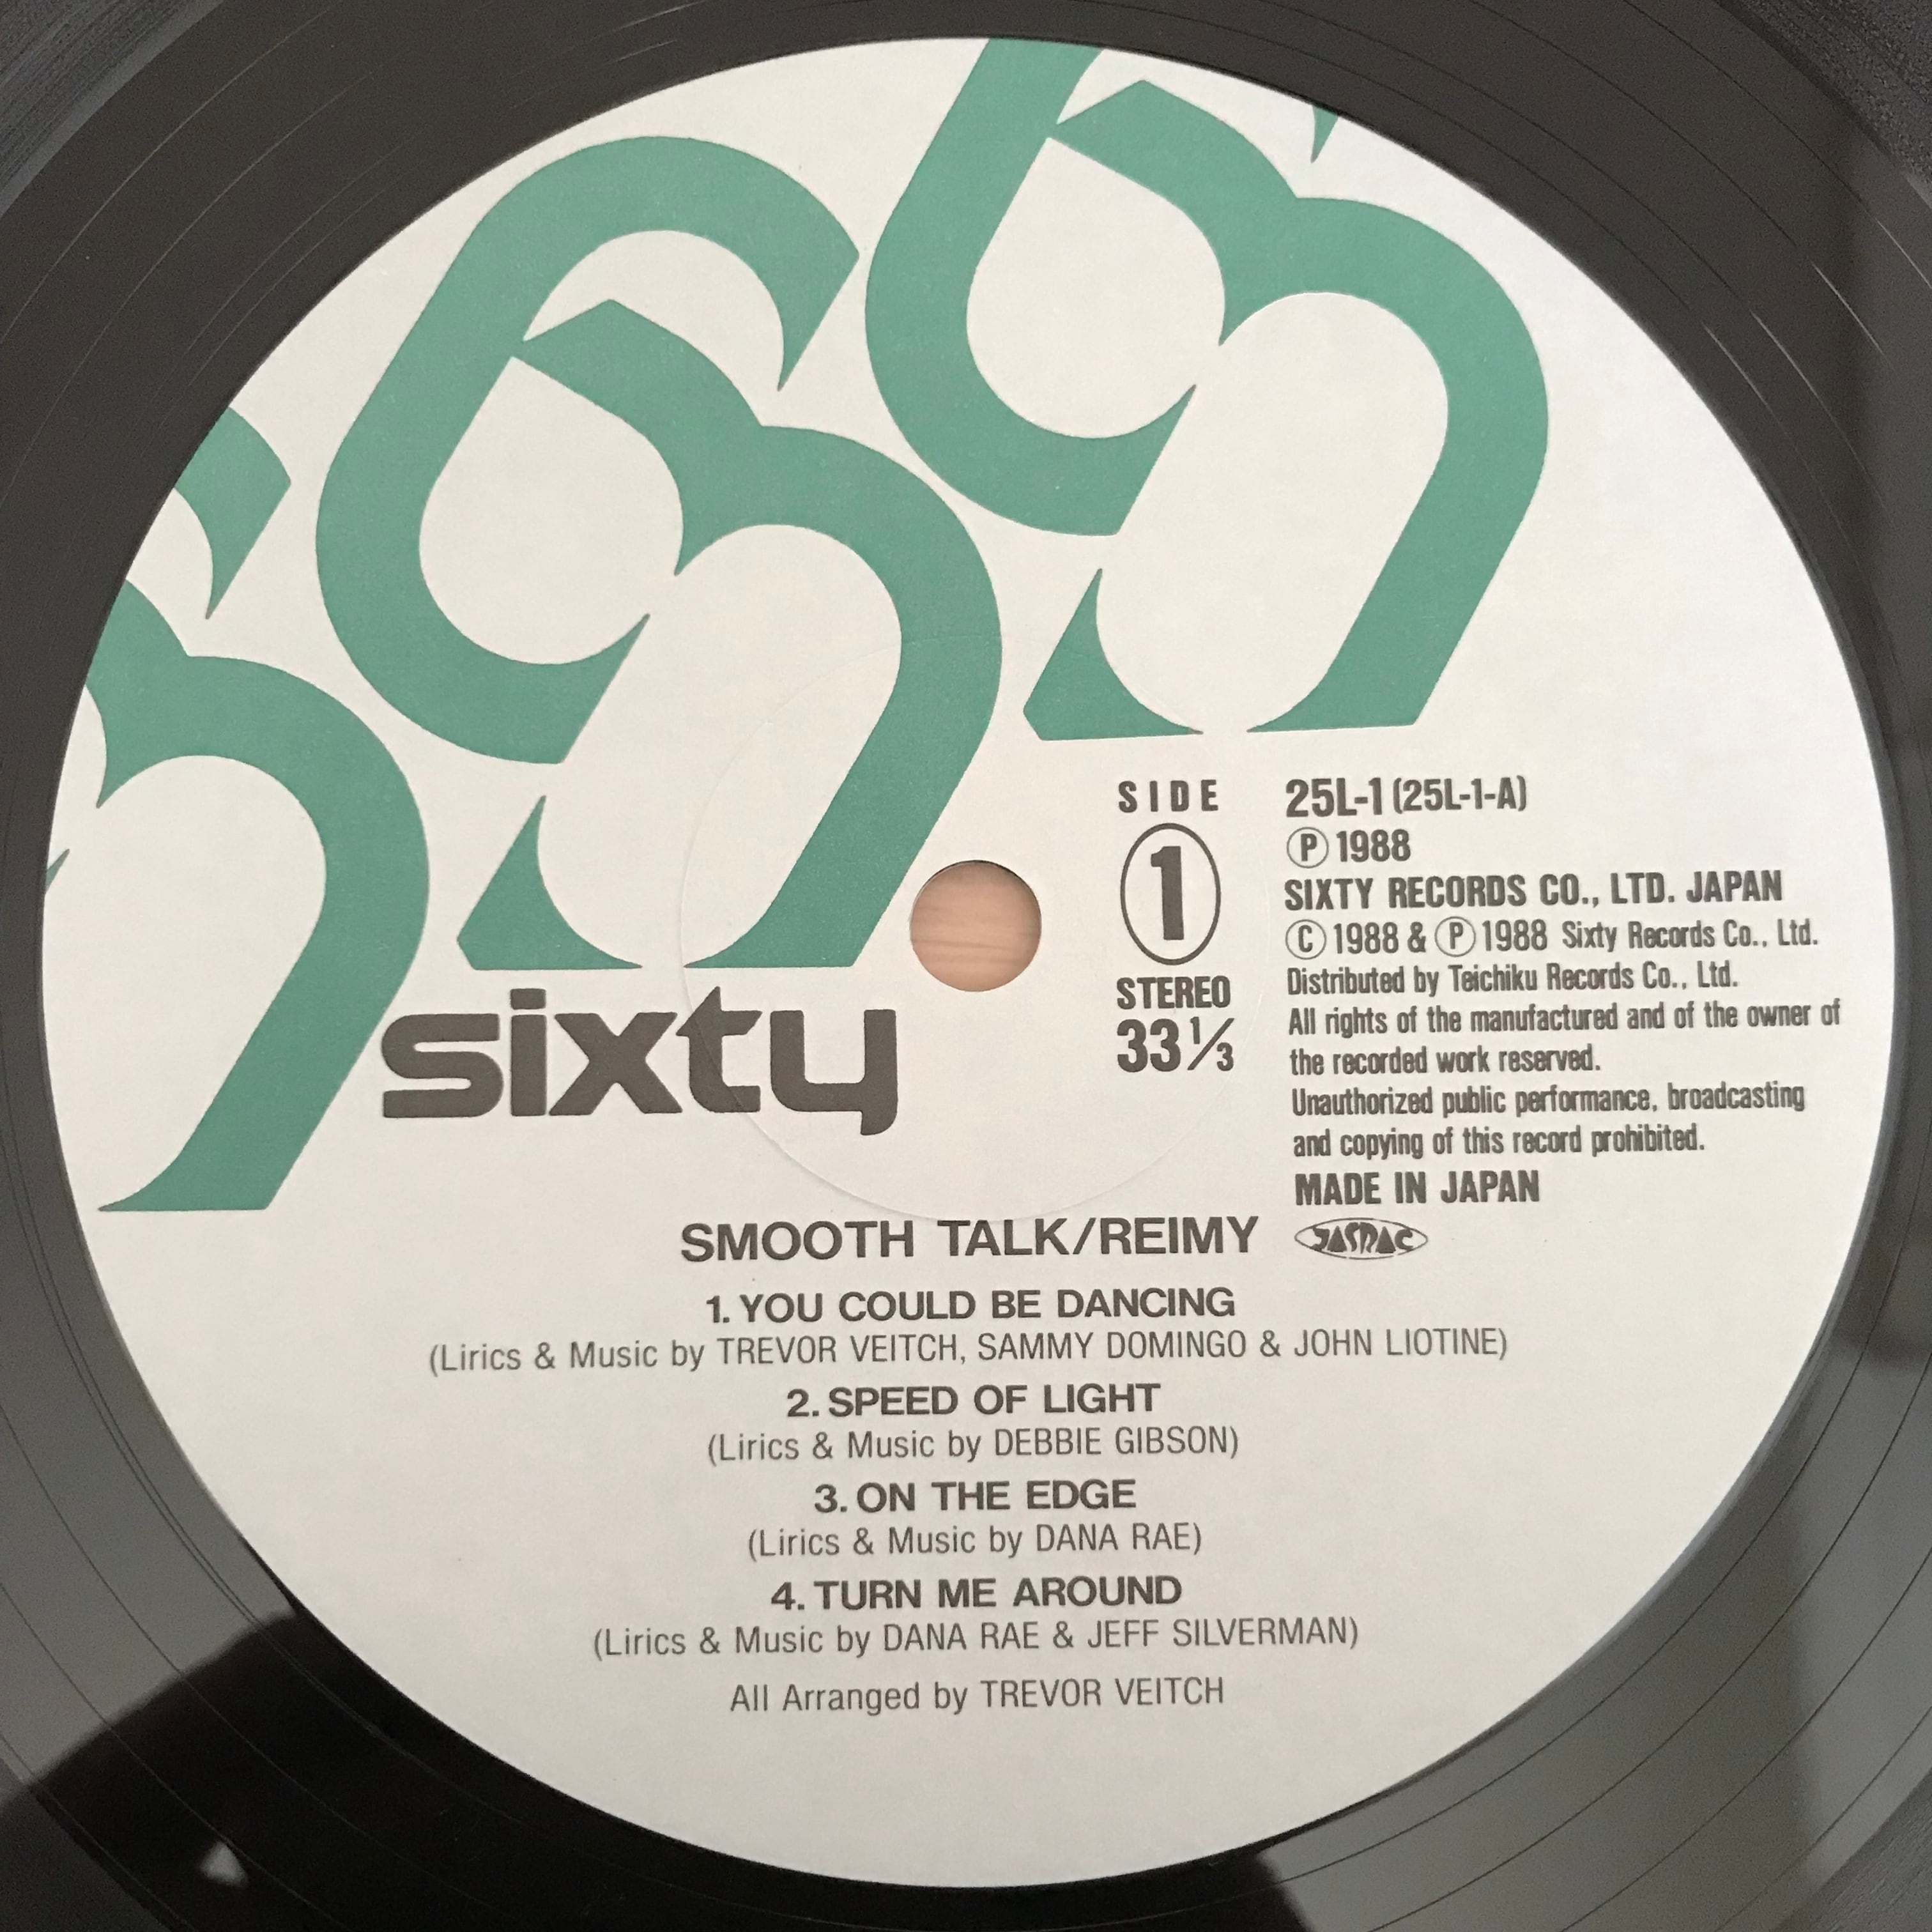 sixty
SIDE
1
STEREO
33⅓
25L-1 (25L-1-A)
Ⓟ 1988
SIXTY RECORDS CO., LTD. JAPAN
Ⓒ 1988 & Ⓟ 1988 Sixty Records Co., Ltd.
Distributed by Teichiku Records Co., Ltd.
All rights of the manufactured and of the owner of
the recorded work reserved.
Unauthorized public performance, broadcasting
and copying of this record prohibited.
MADE IN JAPAN
SMOOTH TALK/REIMY
JASRAC
1. YOU COULD BE DANCING
(Lirics & Music by TREVOR VEITCH, SAMMY DOMINGO & JOHN LIOTINE)
2. SPEED OF LIGHT
(Lirics & Music by DEBBIE GIBSON)
3. ON THE EDGE
(Lirics & Music by DANA RAE)
4. TURN ME AROUND
(Lirics & Music by DANA RAE & JEFF SILVERMAN)
All Arranged by TREVOR VEITCH